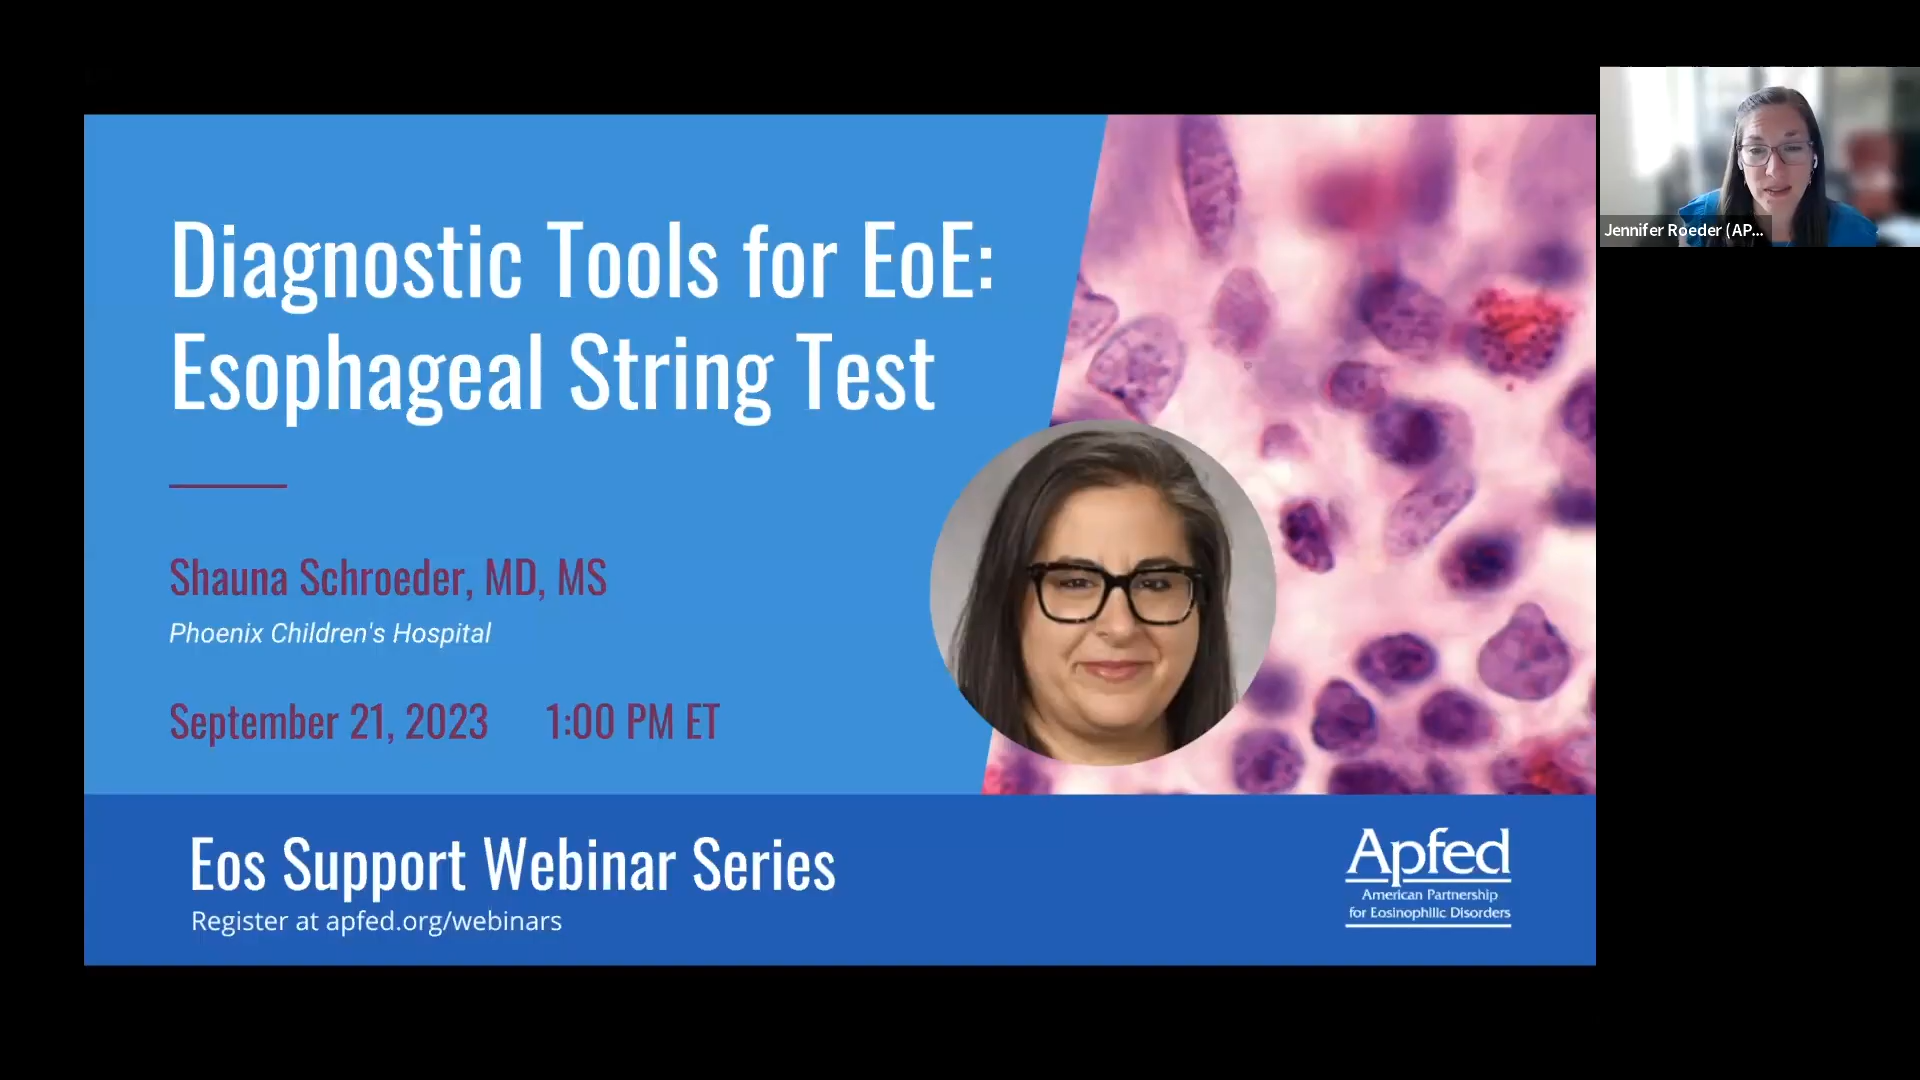 Diagnostic Tools for EoE:
Esophageal String Test
Shauna Schroeder, MD, MS
Phoenix Children's Hospital
September 21, 2023 1:00 PM ET
Eos Support Webinar Series
Register at apfed.org/webinars
Apfed
American Partnership
for Eosinophilic Disorders
Jennifer Roeder (AP...